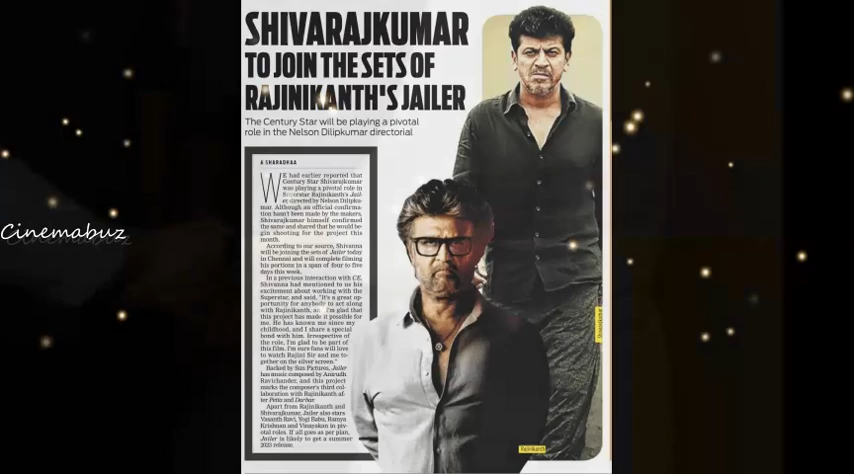 SHIVARAJKUMAR
TO JOIN THE SETS OF
RAJINIKANTH'S JAILER
The Century Star will be playing a pivotal
role in the Nelson Dilipkumar directorial
A SHARADHAA
WE had earlier reported that
Century Star Shivarajkumar
was playing a pivotal role in
Superstar Rajinikanth's Jail-
er, directed by Nelson Dilipku-
mar. Although an official confirma-
tion hasn't been made by the makers,
Shivarajkumar himself confirmed
the same and shared that he would be-
gin shooting for the project this
month.
According to our source, Shivanna
will be joining the sets of Jailer today
in Chennai and will complete filming
his portions in a span of four to five
days this week.
In a previous interaction with CE,
Shivanna had mentioned to us his
excitement about working with the
Superstar, and said, "It's a great op-
portunity for anybody to act along
with Rajinikanth, I'm glad that
this project has made it possible for
me. He has known me since my
childhood, and I share a special
bond with him. Irrespective of
the role, I'm glad to be part of
this film. I'm sure fans will love
to watch Rajini Sir and me to-
gether on the silver screen."
Backed by Sun Pictures, Jailer
has music composed by Anirudh
Ravichander, and this project
marks the composer's third col-
laboration with Rajinikanth af-
ter Petta and Darbar.
Apart from Rajinikanth and
Shivarajkumar, Jailer also stars
Vasanth Ravi, Yogi Babu, Ramya
Krishnan and Vinayakan in piv-
otal roles. If all goes as per plan,
Jailer is likely to get a summer
2023 release.
Shivarajkumar
Rajinikanth
Cinemabuz